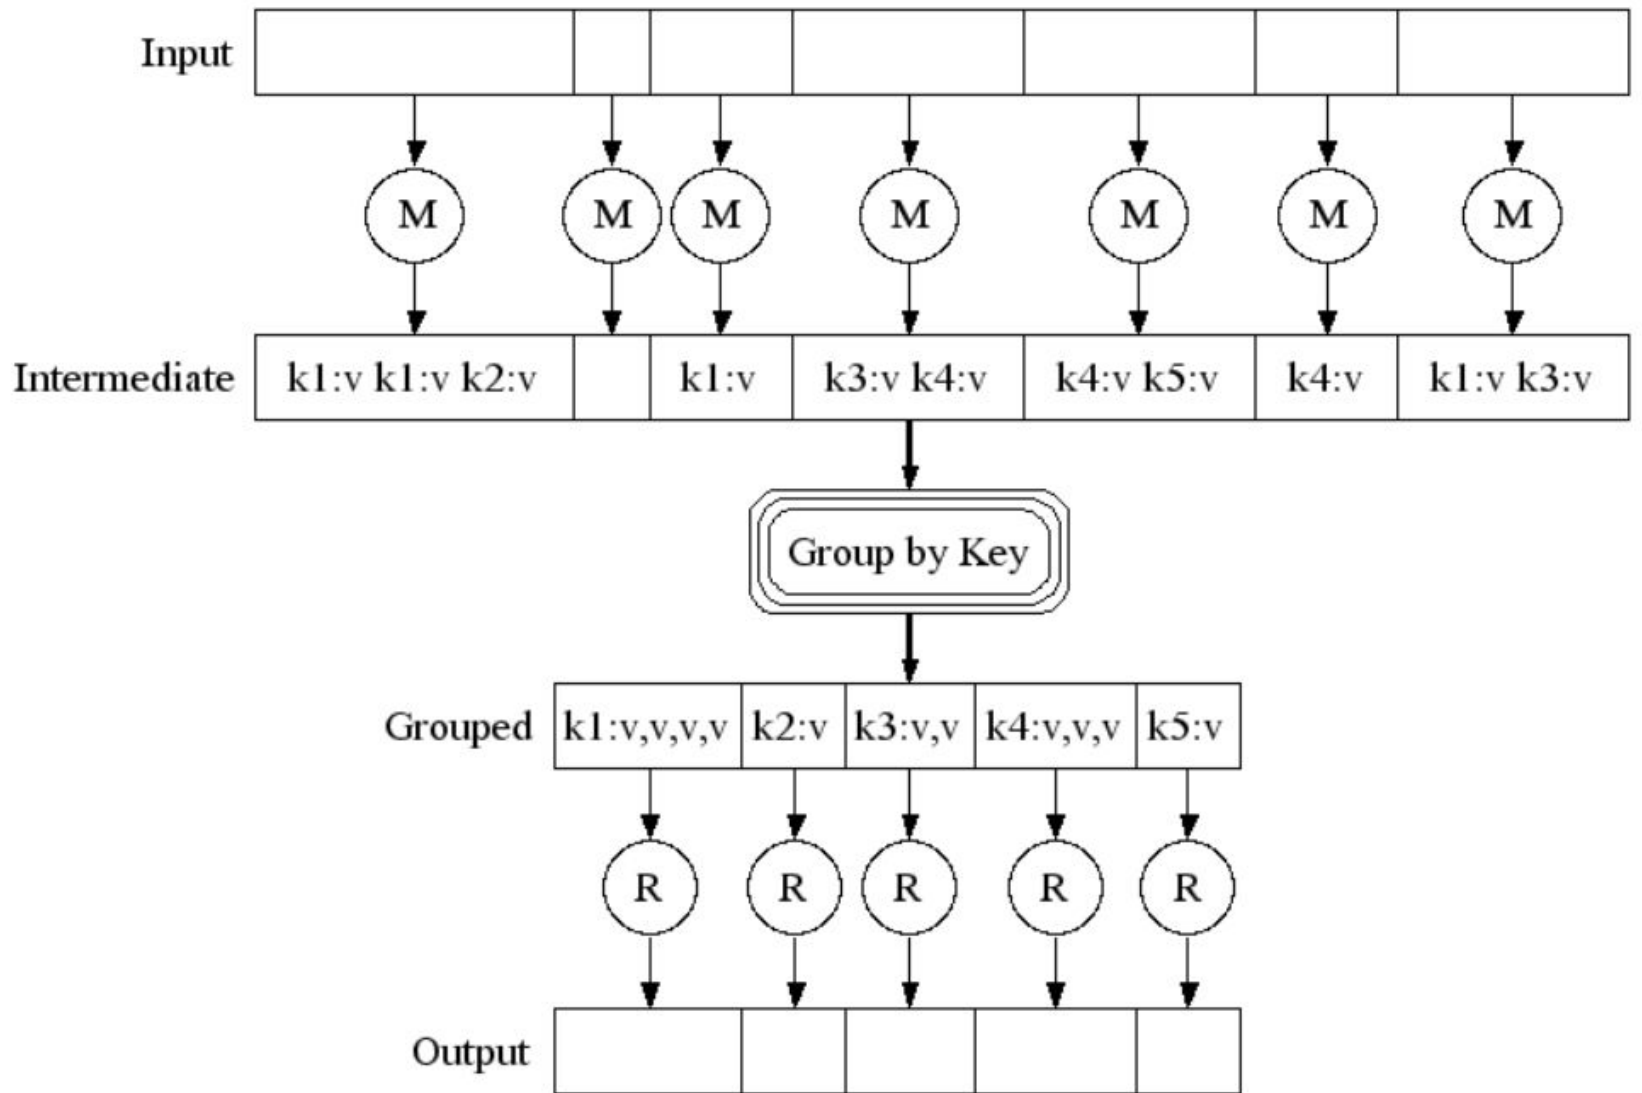 Input
M M M M M M M
Intermediate k1:v k1:v k2:v k1:v k3:v k4:v k4:v k5:v k4:v k1:v k3:v
Group by Key
Grouped k1:v,v,v,v k2:v k3:v,v k4:v,v,v k5:v
R R R R R
Output